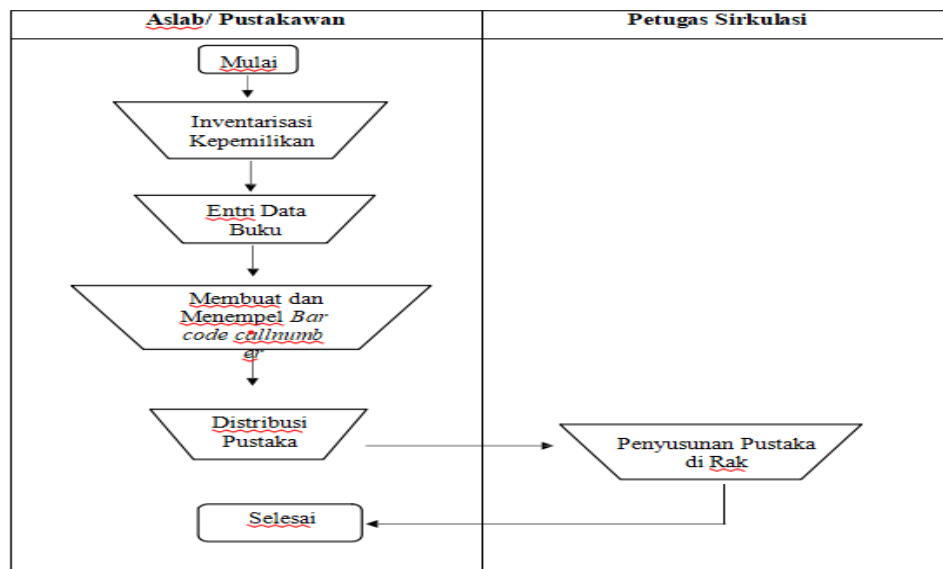 Aslab/ Pustakawan
Petugas Sirkulasi
Mulai
Inventarisasi
Kepemilikan
Entri Data
Buku
Membuat dan
Menempel Bar
code callnumb
er
Distribusi
Pustaka
Penyusunan Pustaka
di Rak
Selesai